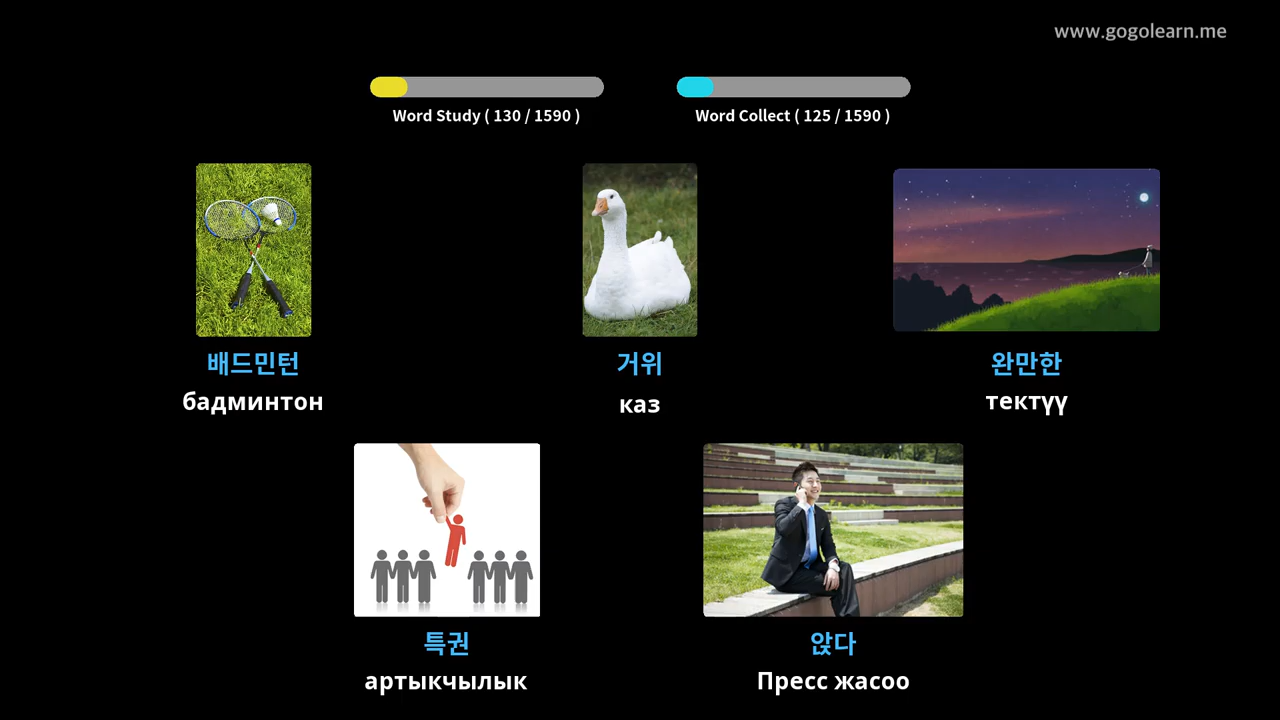 www.gogolearn.me
Word Study ( 130 / 1590 )
Word Collect ( 125 / 1590 )
배드민턴
бадминтон
거위
каз
완만한
тектүү
특권
артыкчылык
앉다
Пресс жасоо